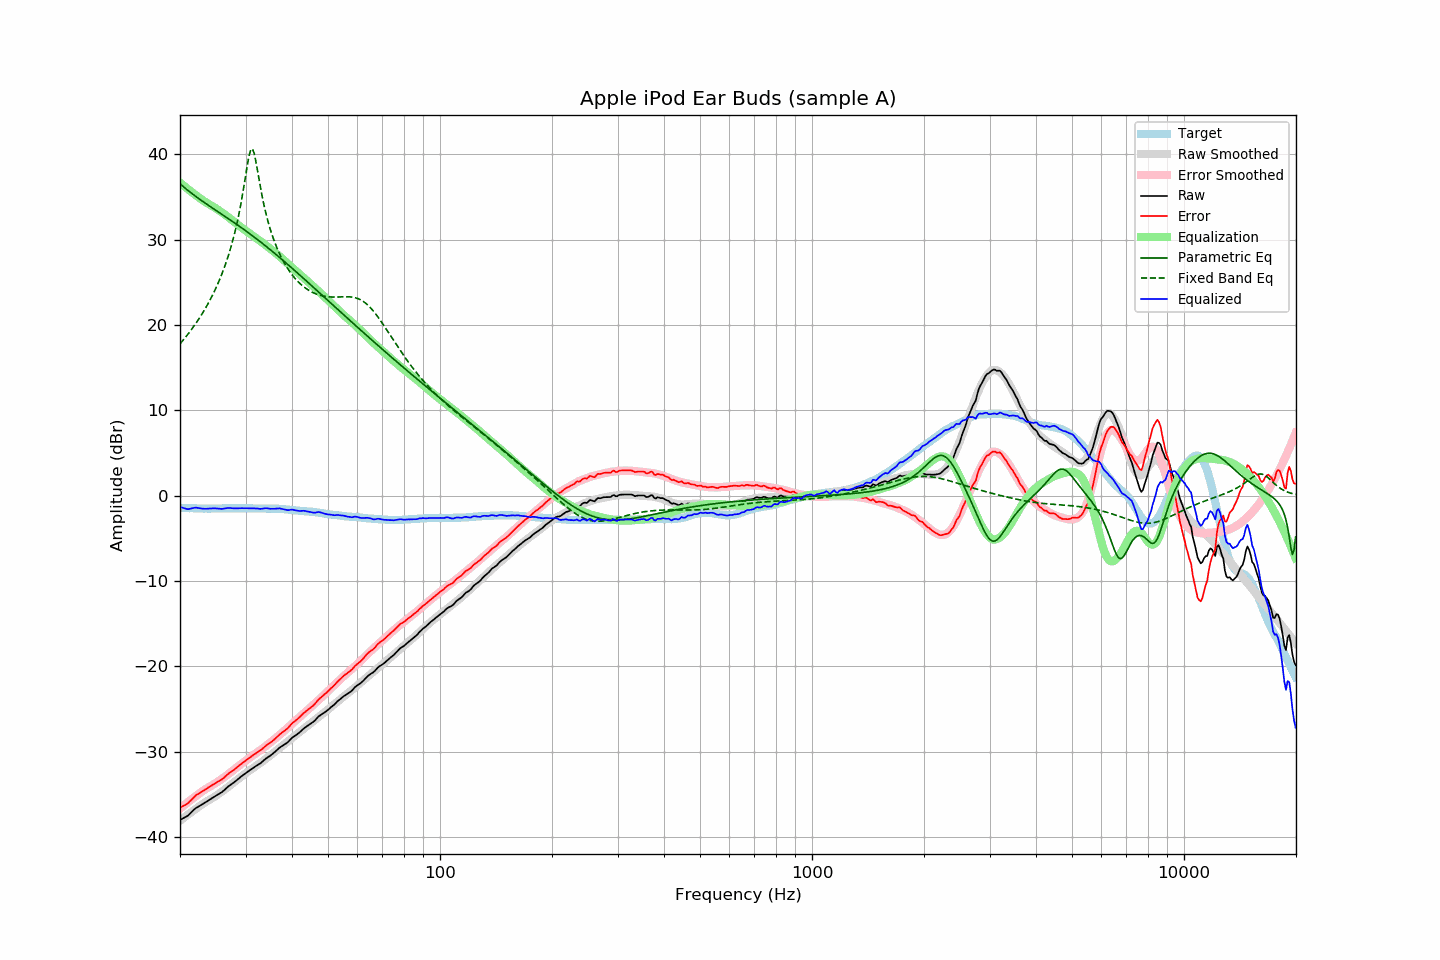 Apple iPod Ear Buds (sample A)
Target
Raw Smoothed
Error Smoothed
Raw
Error
Equalization
Parametric Eq
Fixed Band Eq
Equalized
Amplitude (dBr)
40
30
20
10
0
−10
−20
−30
−40
100
1000
10000
Frequency (Hz)